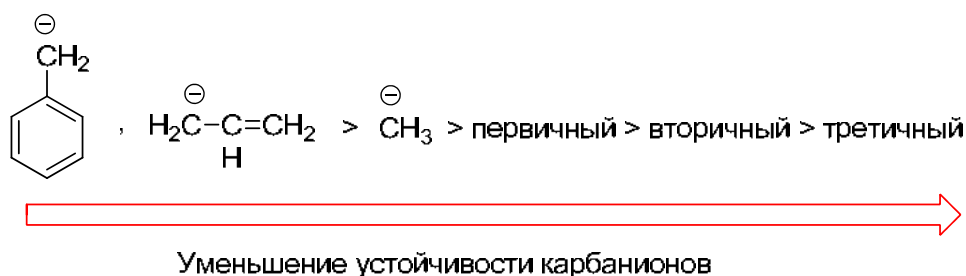 ⊖
CH₂
, H₂C–C=CH₂ > CH₃ > первичный > вторичный > третичный
⊖ ⊖
H
Уменьшение устойчивости карбанионов